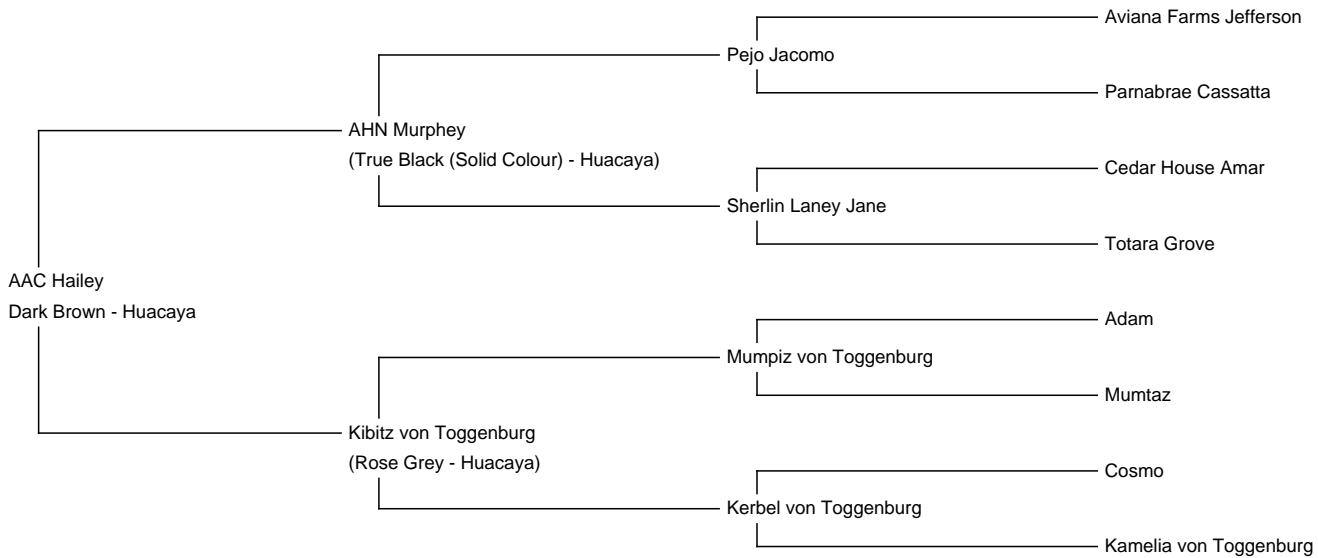 Aviana Farms Jefferson
Pejo Jacomo
Parnabrae Cassatta
AHN Murphey
(True Black (Solid Colour) - Huacaya)
Cedar House Amar
Sherlin Laney Jane
Totara Grove
AAC Hailey
Dark Brown - Huacaya
Adam
Mumpiz von Toggenburg
Mumtaz
Kibitz von Toggenburg
(Rose Grey - Huacaya)
Cosmo
Kerbel von Toggenburg
Kamelia von Toggenburg